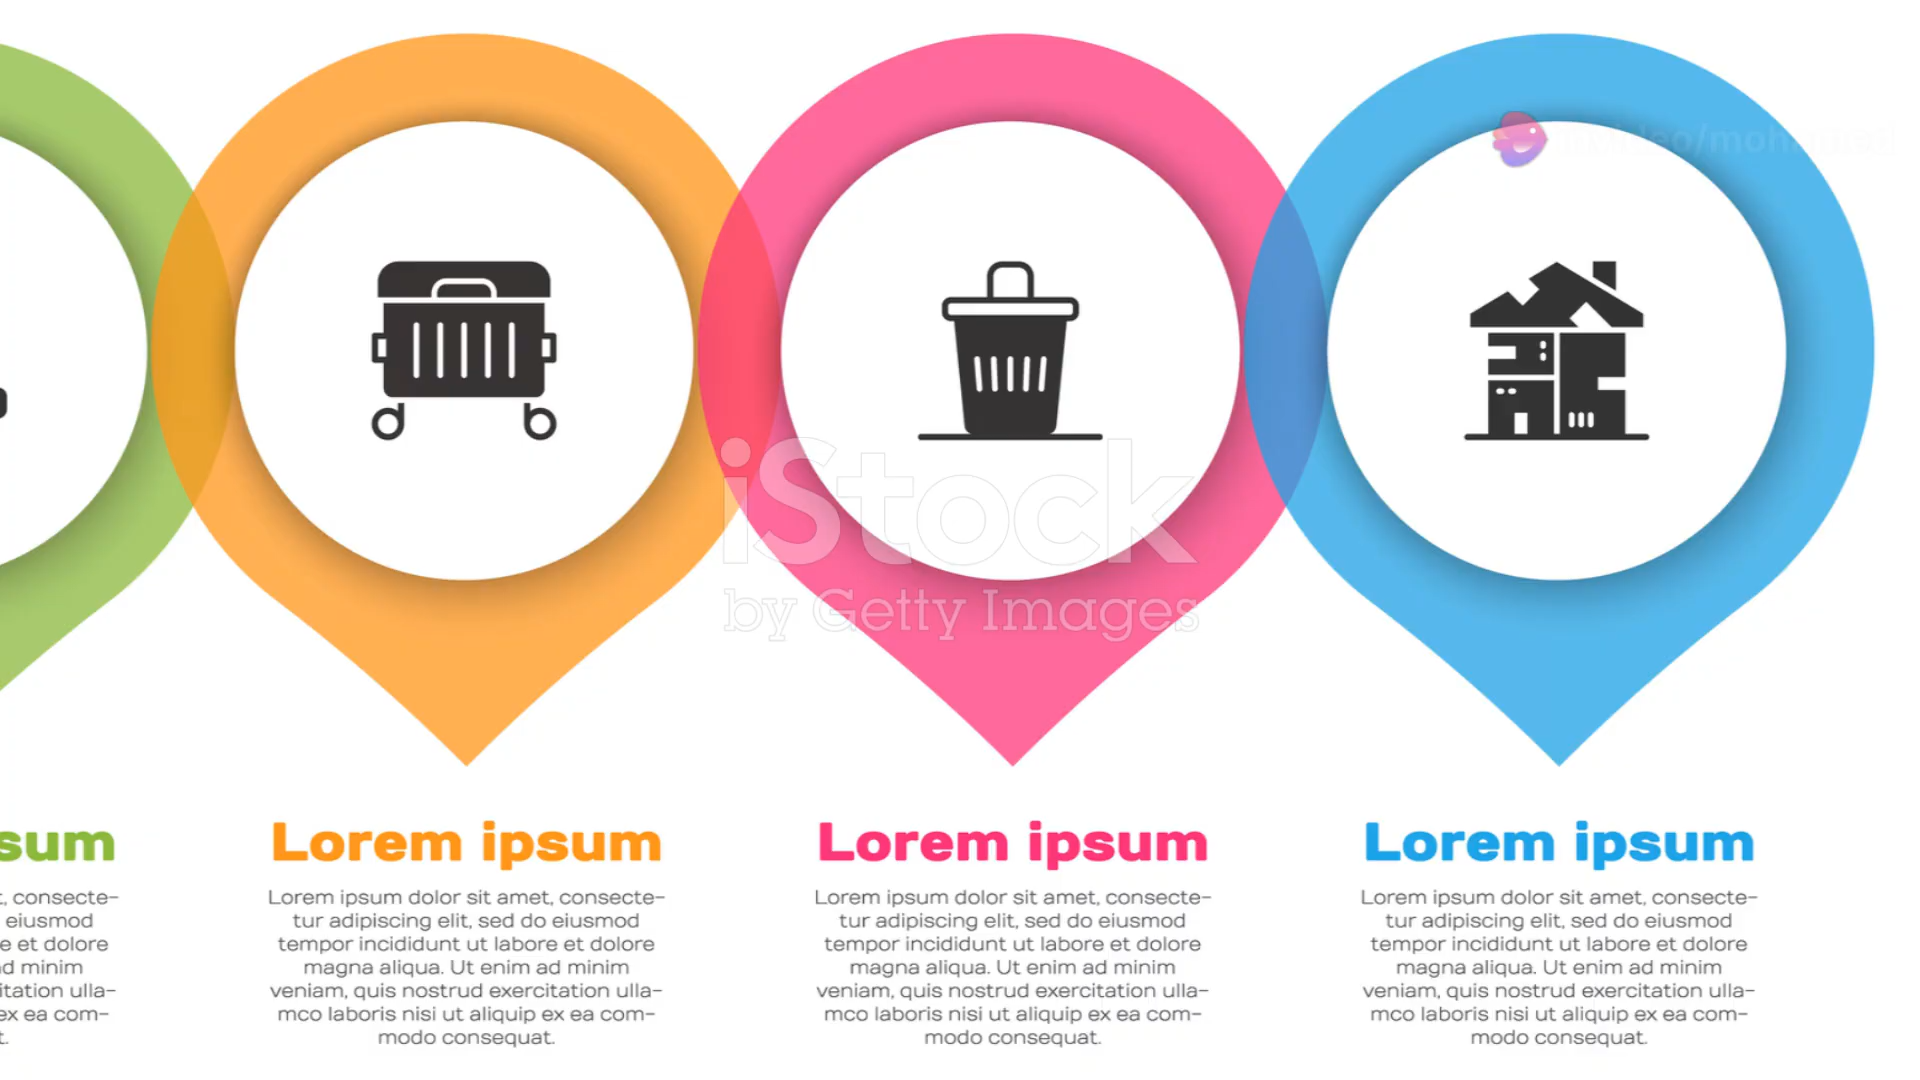 invideo/mohamed
iStock
by Getty Images
sum
Lorem ipsum
Lorem ipsum
Lorem ipsum
t, consecte-
eiusmod
e et dolore
ad minim
itation ulla-
ex ea com-
t.
Lorem ipsum dolor sit amet, consecte-
tur adipiscing elit, sed do eiusmod
tempor incididunt ut labore et dolore
magna aliqua. Ut enim ad minim
veniam, quis nostrud exercitation ulla-
mco laboris nisi ut aliquip ex ea com-
modo consequat.
Lorem ipsum dolor sit amet, consecte-
tur adipiscing elit, sed do eiusmod
tempor incididunt ut labore et dolore
magna aliqua. Ut enim ad minim
veniam, quis nostrud exercitation ulla-
mco laboris nisi ut aliquip ex ea com-
modo consequat.
Lorem ipsum dolor sit amet, consecte-
tur adipiscing elit, sed do eiusmod
tempor incididunt ut labore et dolore
magna aliqua. Ut enim ad minim
veniam, quis nostrud exercitation ulla-
mco laboris nisi ut aliquip ex ea com-
modo consequat.